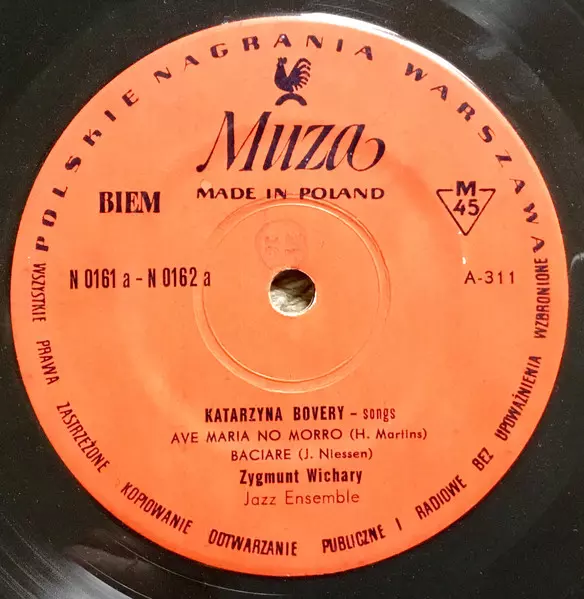 POLSKIE NAGRANIA WARSZAWA
Muza
MADE IN POLAND
BIEM
M
45
N 0161 a - N 0162 a
A-311
KATARZYNA BOVERY - songs
AVE MARIA NO MORRO (H. Martins)
BACIARE (J. Niessen)
Zygmunt Wichary
Jazz Ensemble
WSZYSTKIE PRAWA ZASTRZEŻONE KOPIOWANIE ODTWARZANIE PUBLICZNE I RADIOWE BEZ UPOWAŻNIENIA WZBRONIONE